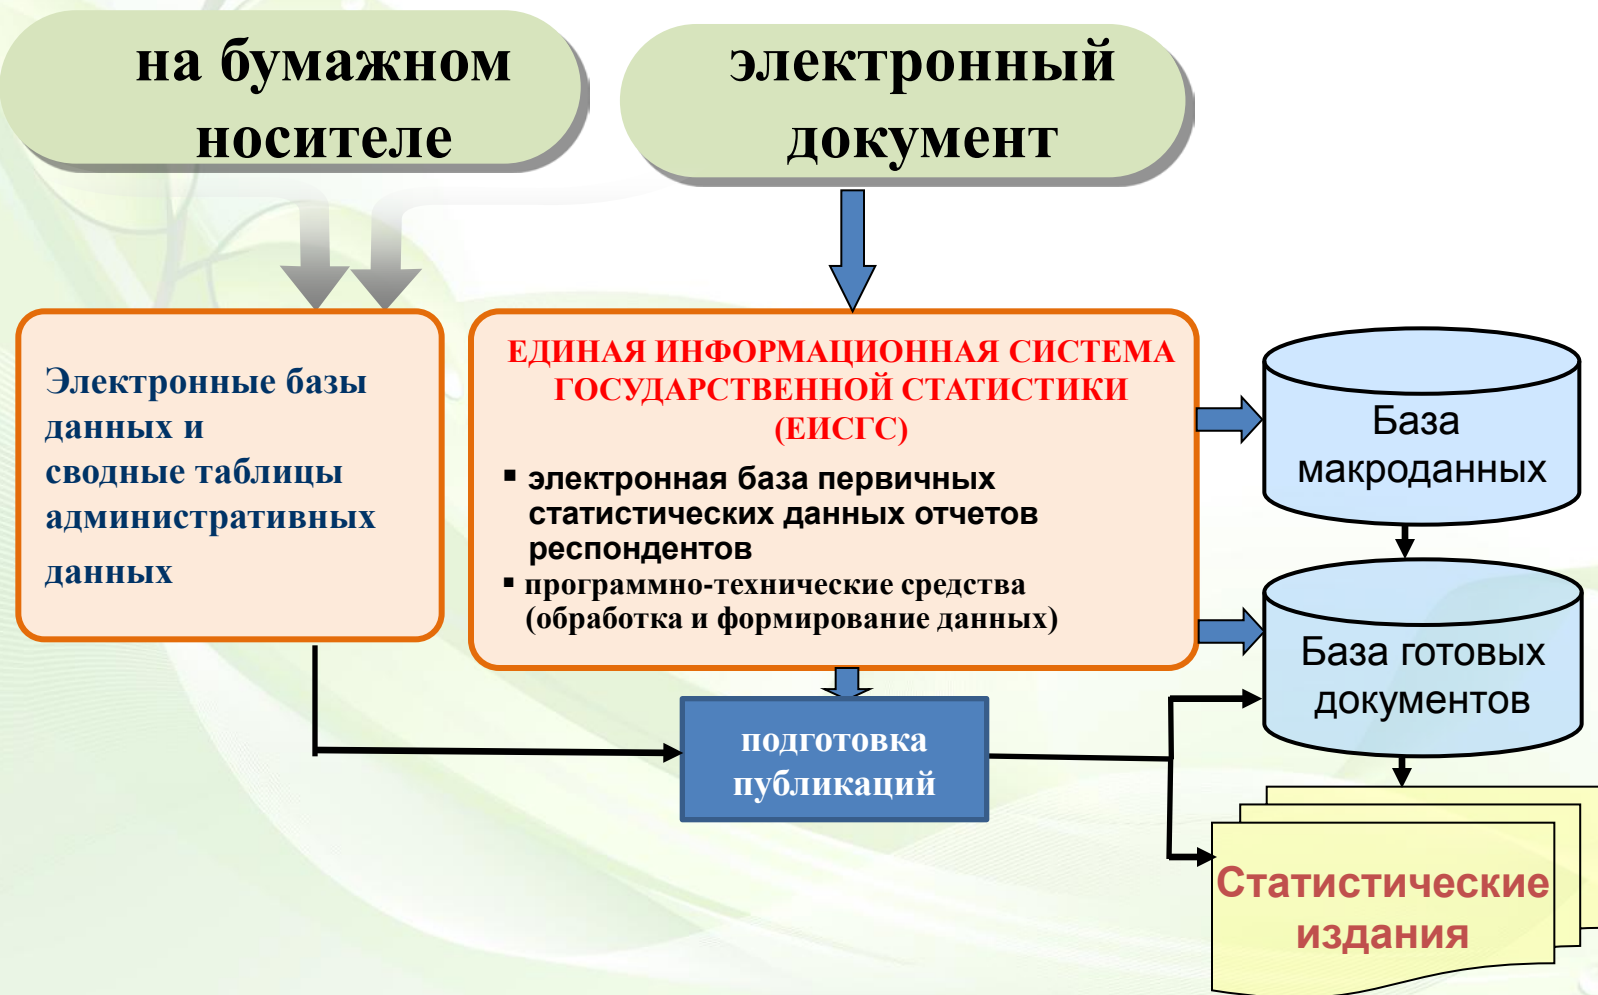 на бумажном
носителе
электронный
документ
Электронные базы
данных и
сводные таблицы
административных
данных
ЕДИНАЯ ИНФОРМАЦИОННАЯ СИСТЕМА
ГОСУДАРСТВЕННОЙ СТАТИСТИКИ
(ЕИСГС)
▪ электронная база первичных
статистических данных отчетов
респондентов
▪ программно-технические средства
(обработка и формирование данных)
База
макроданных
База готовых
документов
подготовка
публикаций
Статистические
издания